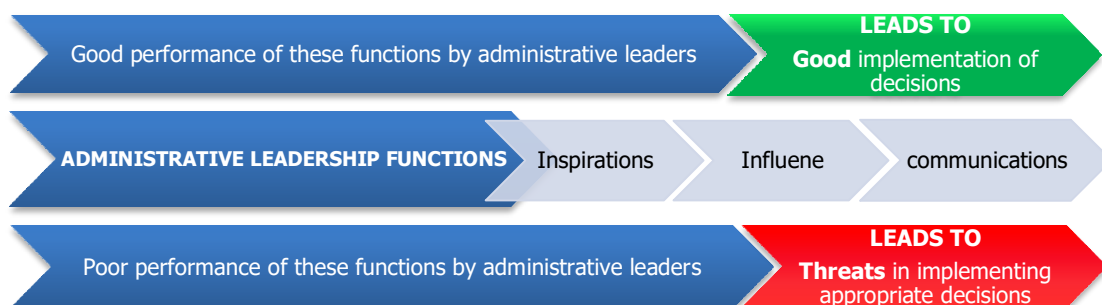 Good performance of these functions by administrative leaders
LEADS TO
Good implementation of
decisions
ADMINISTRATIVE LEADERSHIP FUNCTIONS
Inspirations
Influene
communications
Poor performance of these functions by administrative leaders
LEADS TO
Threats in implementing
appropriate decisions